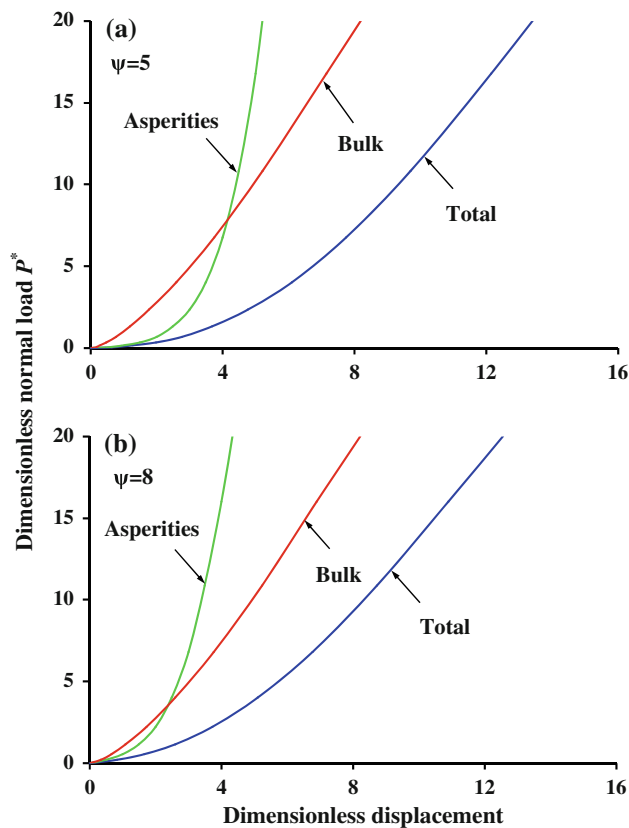 Dimensionless normal load P*
(a)
ψ=5
20
15
10
5
0
Asperities
Bulk
Total
0 4 8 12 16
(b)
ψ=8
20
15
10
5
0
Asperities
Bulk
Total
0 4 8 12 16
Dimensionless displacement